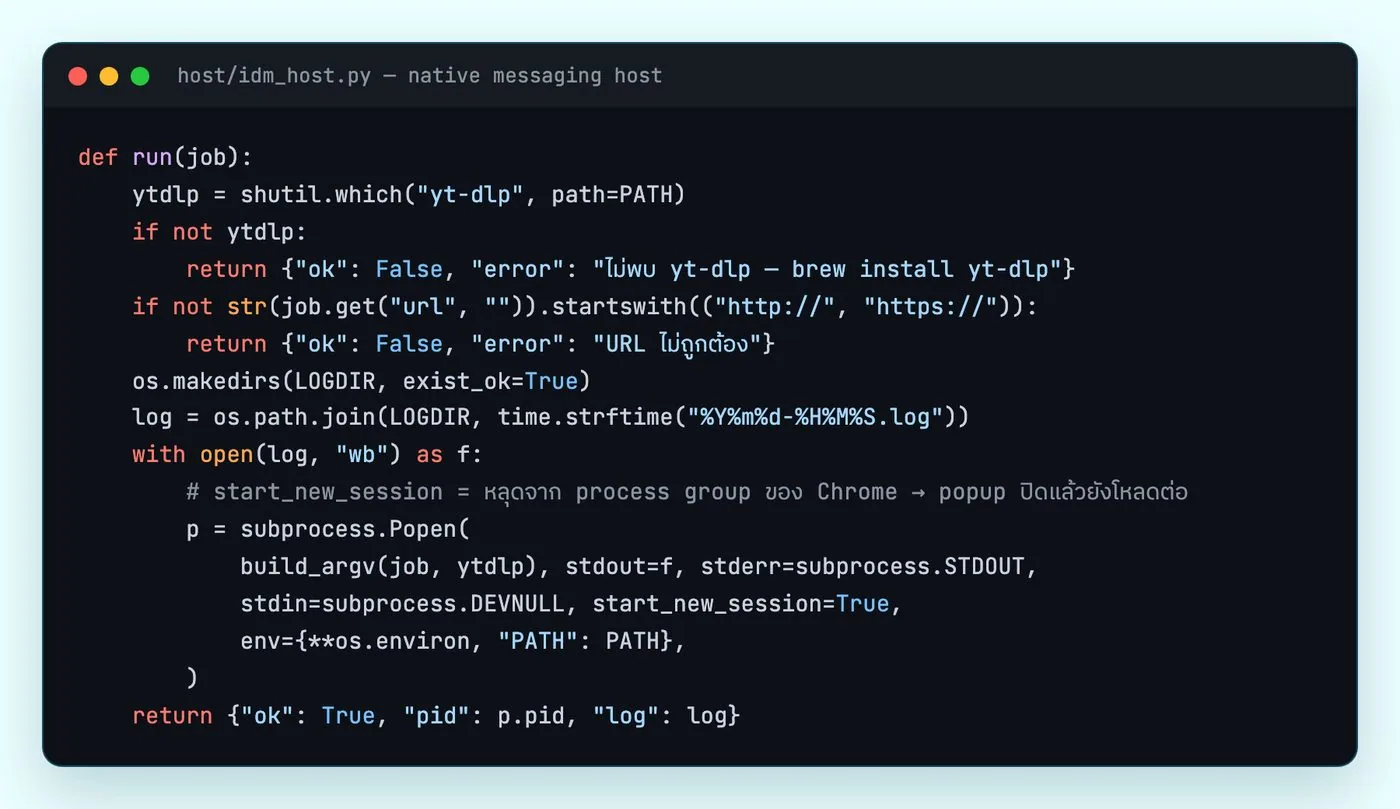 host/idm_host.py — native messaging host
def run(job):
    ytdlp = shutil.which("yt-dlp", path=PATH)
    if not ytdlp:
        return {"ok": False, "error": "ไม่พบ yt-dlp — brew install yt-dlp"}
    if not str(job.get("url", "")).startswith(("http://", "https://")):
        return {"ok": False, "error": "URL ไม่ถูกต้อง"}
    os.makedirs(LOGDIR, exist_ok=True)
    log = os.path.join(LOGDIR, time.strftime("%Y%m%d-%H%M%S.log"))
    with open(log, "wb") as f:
        # start_new_session = หลุดจาก process group ของ Chrome → popup ปิดแล้วยังโหลดต่อ
        p = subprocess.Popen(
            build_argv(job, ytdlp), stdout=f, stderr=subprocess.STDOUT,
            stdin=subprocess.DEVNULL, start_new_session=True,
            env={**os.environ, "PATH": PATH},
        )
    return {"ok": True, "pid": p.pid, "log": log}